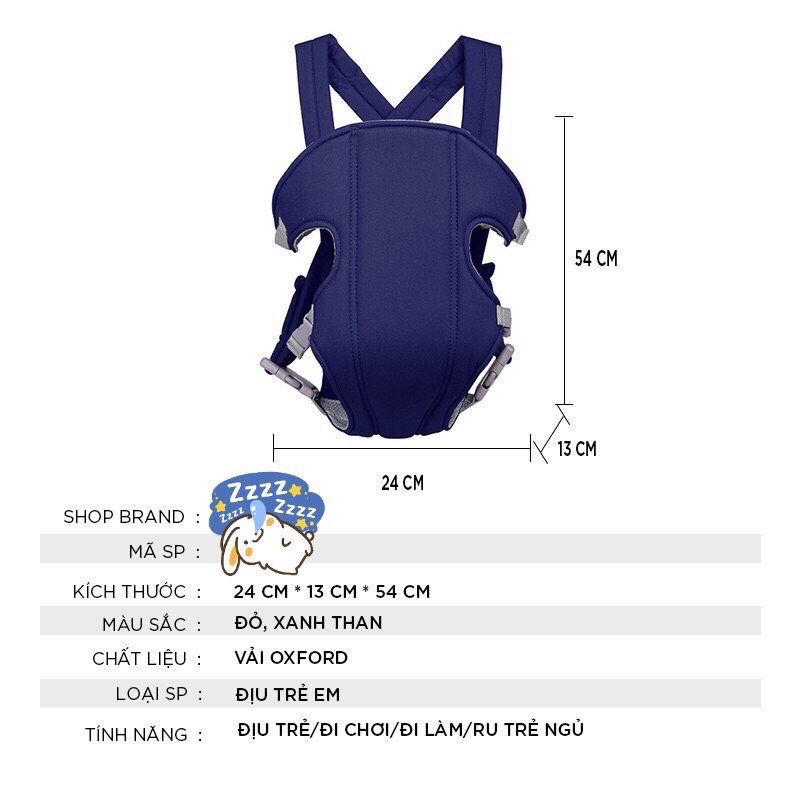 54 CM
13 CM
24 CM
Zzzz
Zzzz
Zzzz
SHOP BRAND :
MÃ SP :
KÍCH THƯỚC : 24 CM * 13 CM * 54 CM
MÀU SẮC : ĐỎ, XANH THAN
CHẤT LIỆU : VẢI OXFORD
LOẠI SP : ĐỊU TRẺ EM
TÍNH NĂNG : ĐỊU TRẺ/ĐI CHƠI/ĐI LÀM/RU TRẺ NGỦ